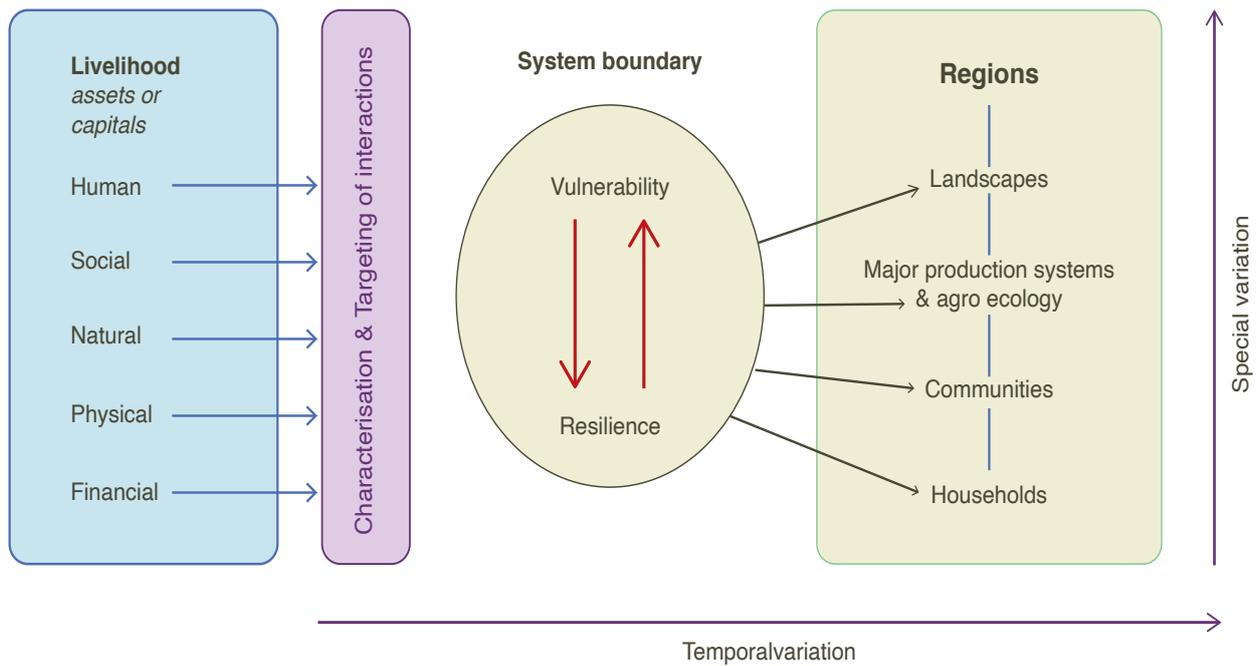 Livelihood
assets or
capitals
Human
Social
Natural
Physical
Financial
Characterisation & Targeting of interactions
System boundary
Vulnerability
Resilience
Regions
Landscapes
Major production systems
& agro ecology
Communities
Households
Special variation
Temporalvariation